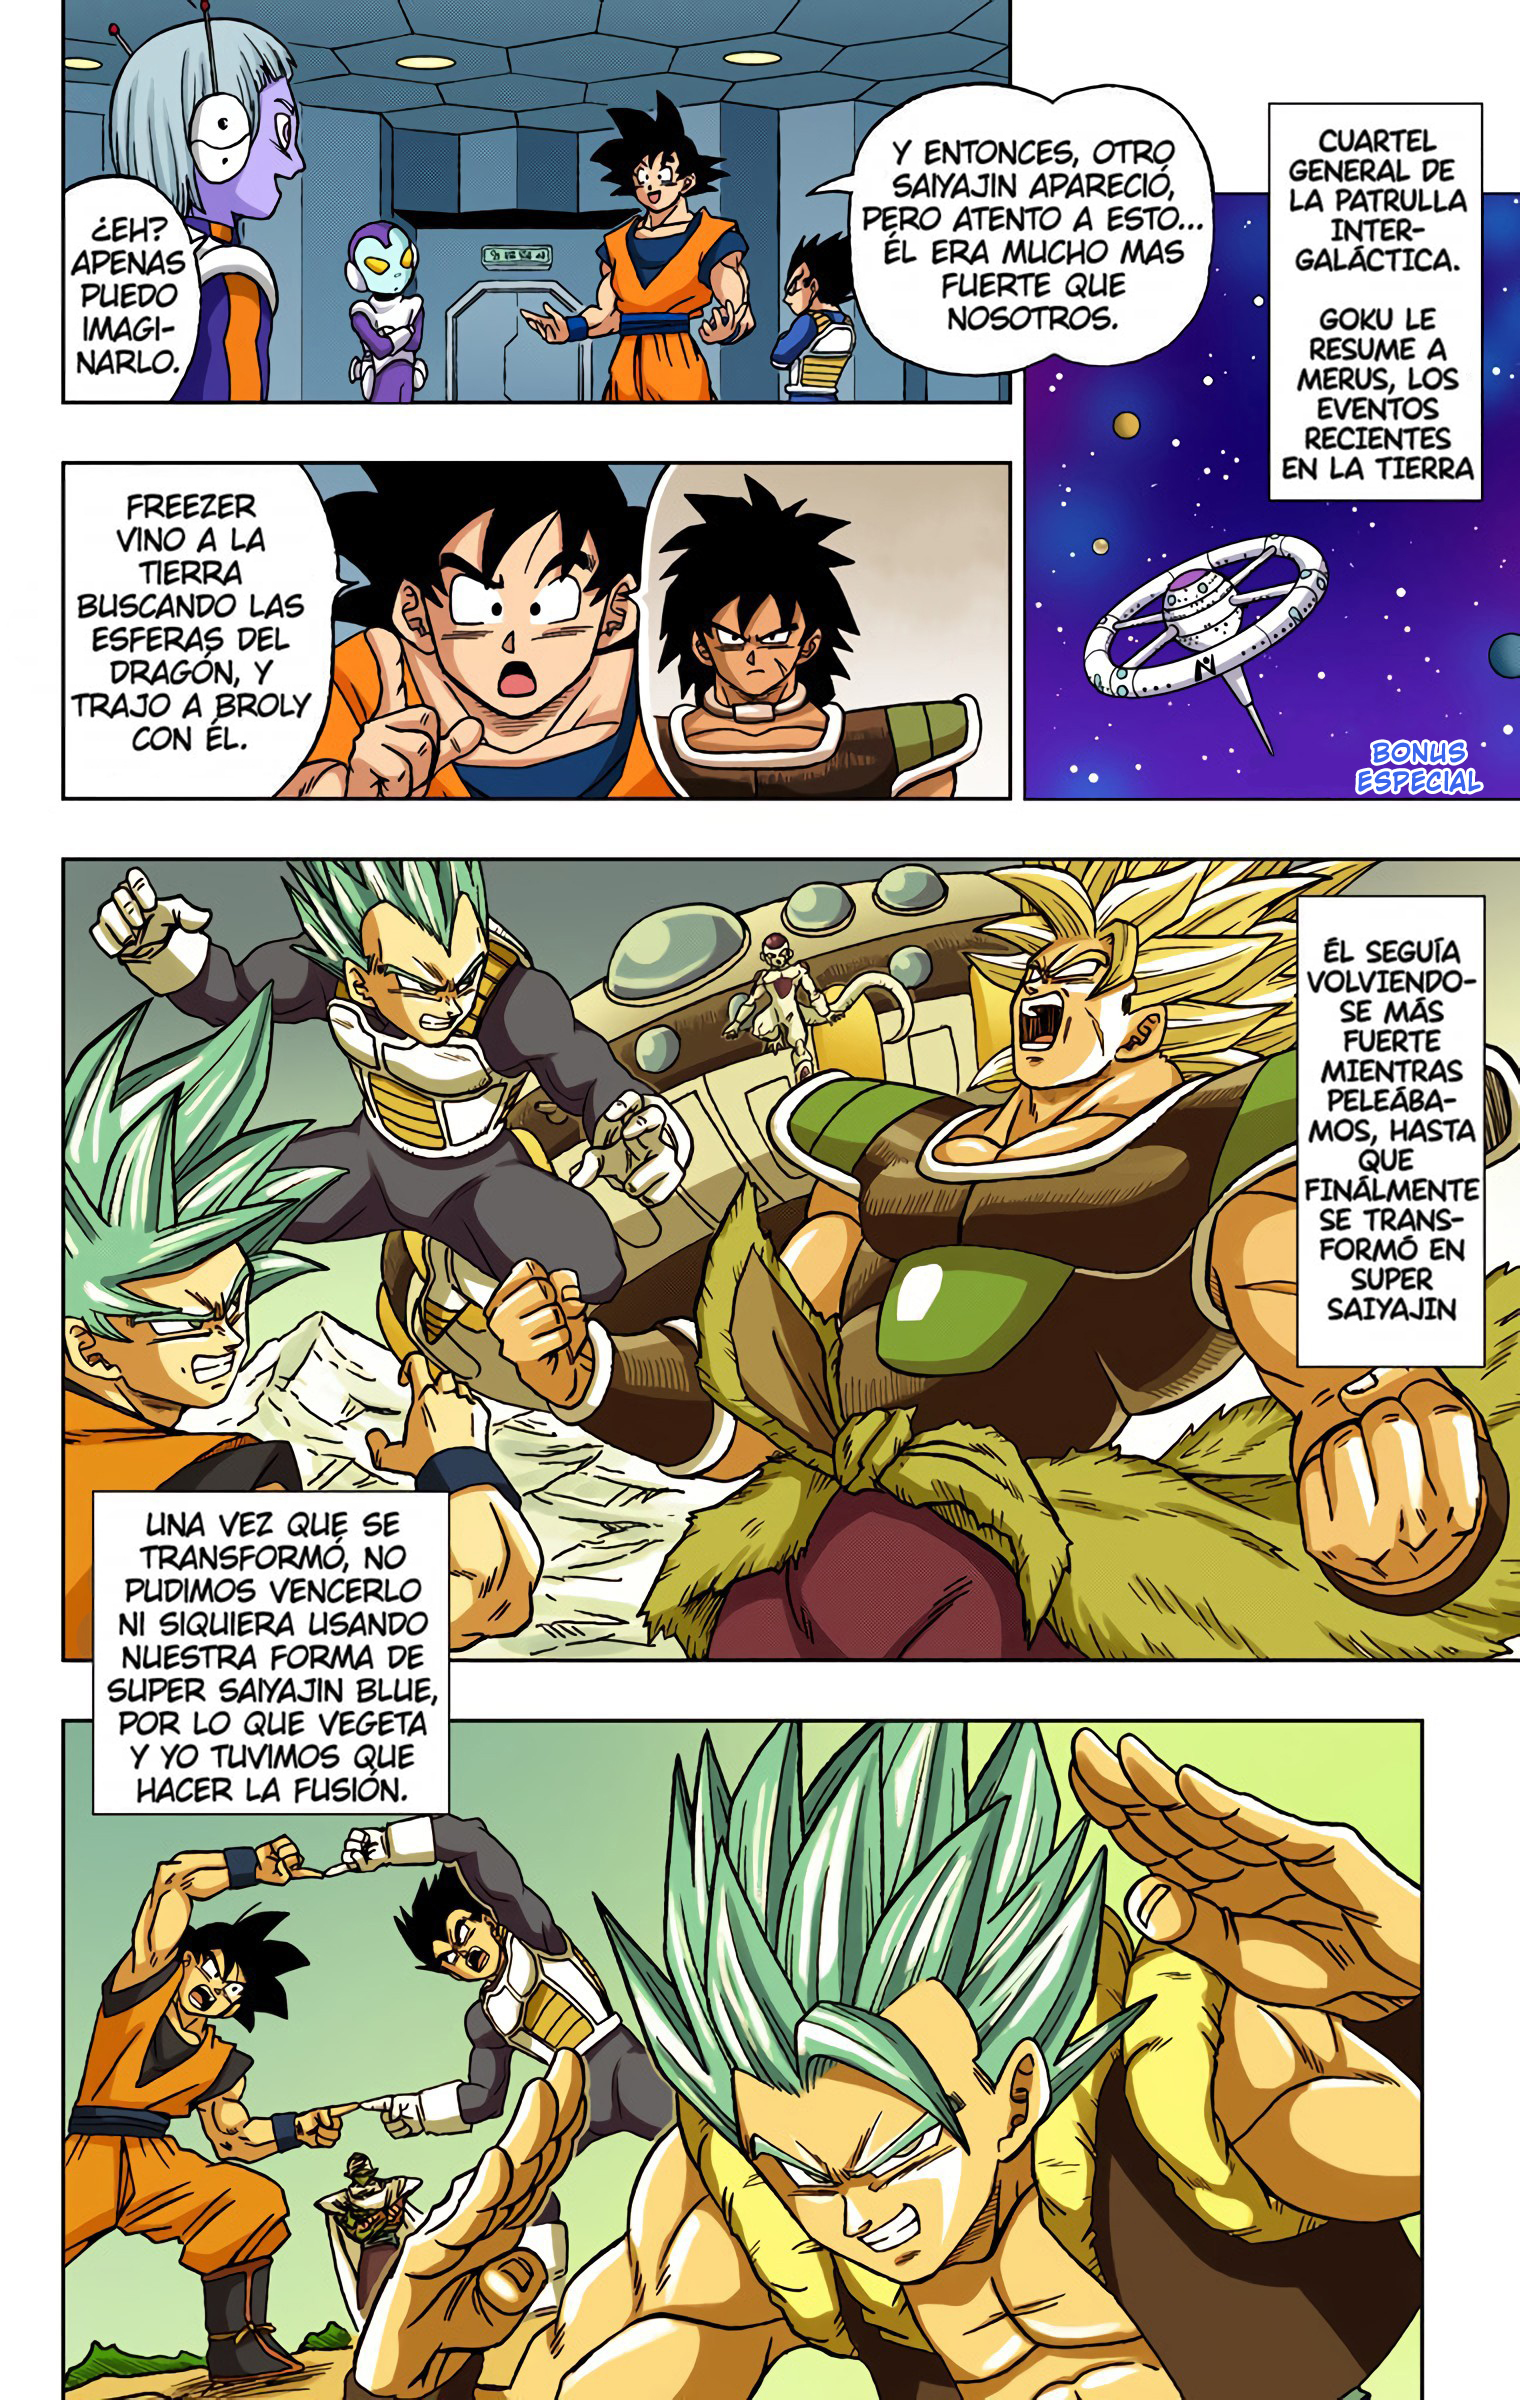 CUARTEL
GENERAL DE
LA PATRULLA
INTER-
GALÁCTICA.
GOKU LE
RESUME A
MERUS, LOS
EVENTOS
RECIENTES
EN LA TIERRA
BONUS
ESPECIAL
Y ENTONCES, OTRO
SAIYAJIN APARECIÓ,
PERO ATENTO A ESTO...
ÉL ERA MUCHO MAS
FUERTE QUE
NOSOTROS.
¿EH?
APENAS
PUEDO
IMAGI-
NARLO.
FREEZER
VINO A LA
TIERRA
BUSCANDO LAS
ESFERAS DEL
DRAGÓN, Y
TRAJO A BROLY
CON ÉL.
ÉL SEGUÍA
VOLVIENDO-
SE MÁS
FUERTE
MIENTRAS
PELEÁBA-
MOS, HASTA
QUE
FINÁLMENTE
SE TRANS-
FORMÓ EN
SUPER
SAIYAJIN
UNA VEZ QUE SE
TRANSFORMÓ, NO
PUDIMOS VENCERLO
NI SIQUIERA USANDO
NUESTRA FORMA DE
SUPER SAIYAJIN BLUE,
POR LO QUE VEGETA
Y YO TUVIMOS QUE
HACER LA FUSIÓN.